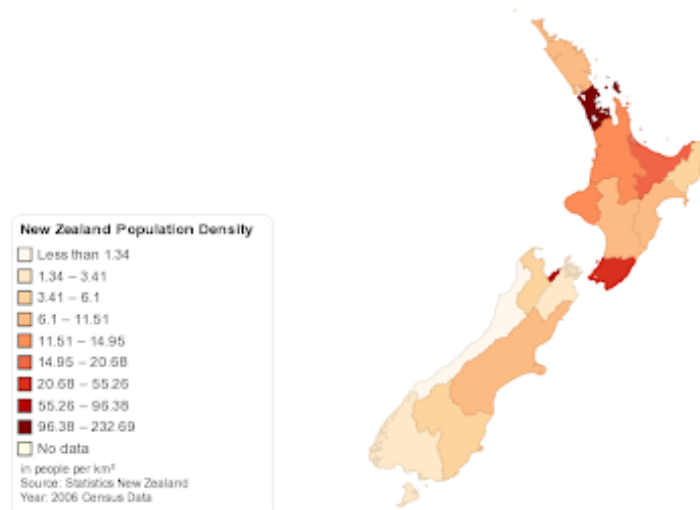 New Zealand Population Density
Less than 1.34
1.34 – 3.41
3.41 – 6.1
6.1 – 11.51
11.51 – 14.95
14.95 – 20.68
20.68 – 55.26
55.26 – 96.38
96.38 – 232.69
No data
in people per km²
Source: Statistics New Zealand
Year: 2006 Census Data